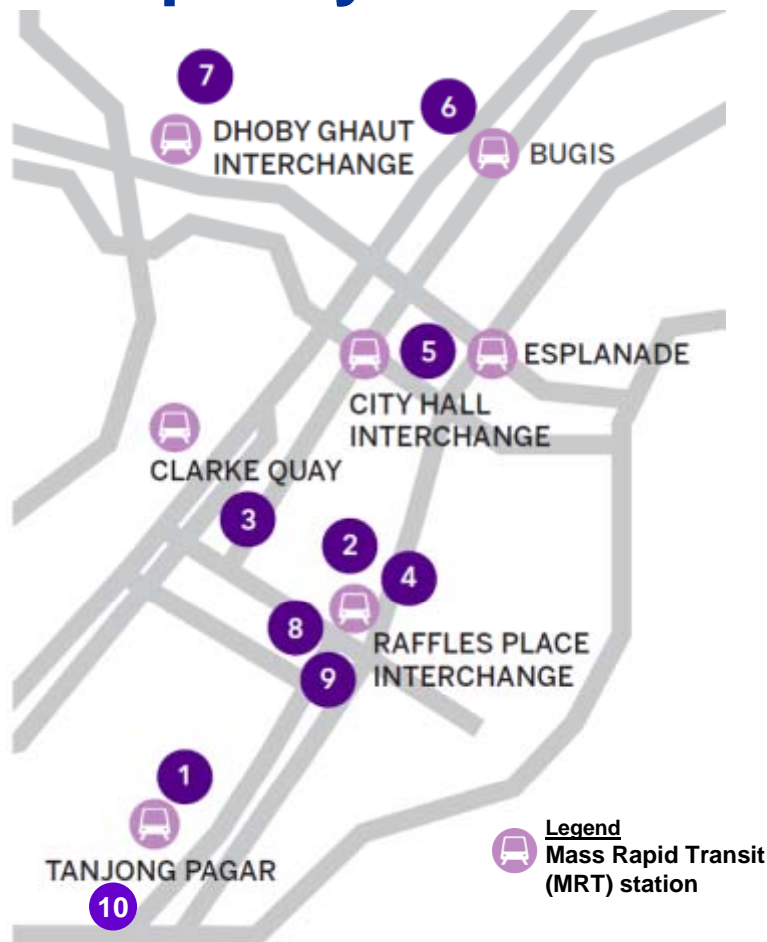 7
6
DHOBY GHAUT
INTERCHANGE
BUGIS
5
ESPLANADE
CITY HALL
INTERCHANGE
CLARKE QUAY
3
2
4
8
RAFFLES PLACE
INTERCHANGE
9
1
TANJONG PAGAR
10
Legend
Mass Rapid Transit
(MRT) station